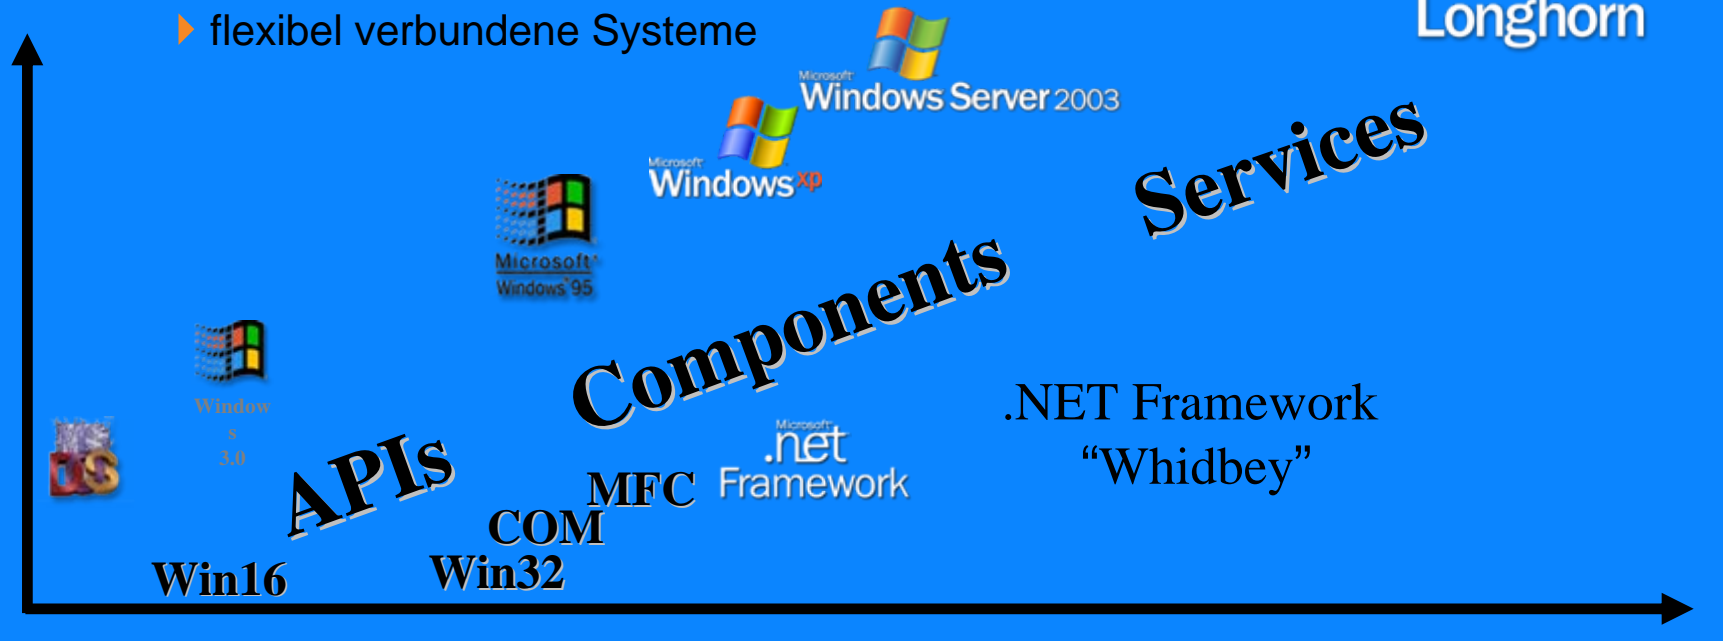 Longhorn
flexibel verbundene Systeme
Microsoft
Windows Server 2003
Microsoft
Windows xp
Services
Microsoft
Windows 95
Components
Window
s
3.0
.NET Framework
“Whidbey”
APIs
Microsoft
.net
Framework
MFC
COM
Win32
Win16